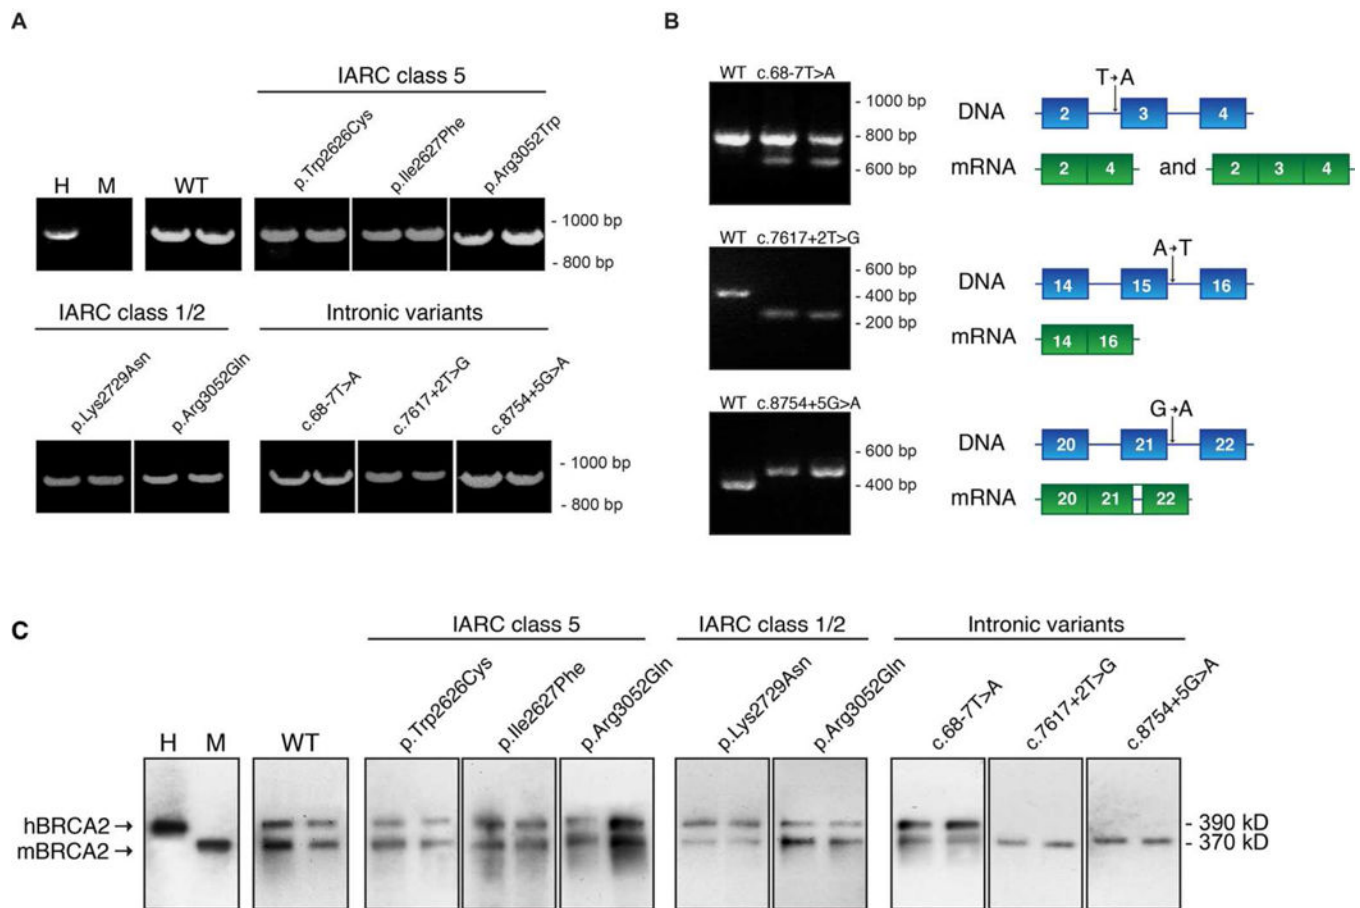 A
IARC class 5
p.Trp2626Cys
p.Ile2627Phe
p.Arg3052Trp
H M WT
- 1000 bp
- 800 bp
IARC class 1/2
Intronic variants
p.Lys2729Asn
p.Arg3052Gln
c.68-7T>A
c.7617+2T>G
c.8754+5G>A
- 1000 bp
- 800 bp
B
WT c.68-7T>A
- 1000 bp
- 800 bp
- 600 bp
T→A
DNA 2 3 4
mRNA 2 4 and 2 3 4
WT c.7617+2T>G
- 600 bp
- 400 bp
- 200 bp
A→T
DNA 14 15 16
mRNA 14 16
WT c.8754+5G>A
- 600 bp
- 400 bp
G→A
DNA 20 21 22
mRNA 20 21 22
C
IARC class 5
IARC class 1/2
Intronic variants
p.Trp2626Cys
p.Ile2627Phe
p.Arg3052Gln
p.Lys2729Asn
p.Arg3052Gln
c.68-7T>A
c.7617+2T>G
c.8754+5G>A
H M WT
hBRCA2 →
mBRCA2 →
- 390 kD
- 370 kD